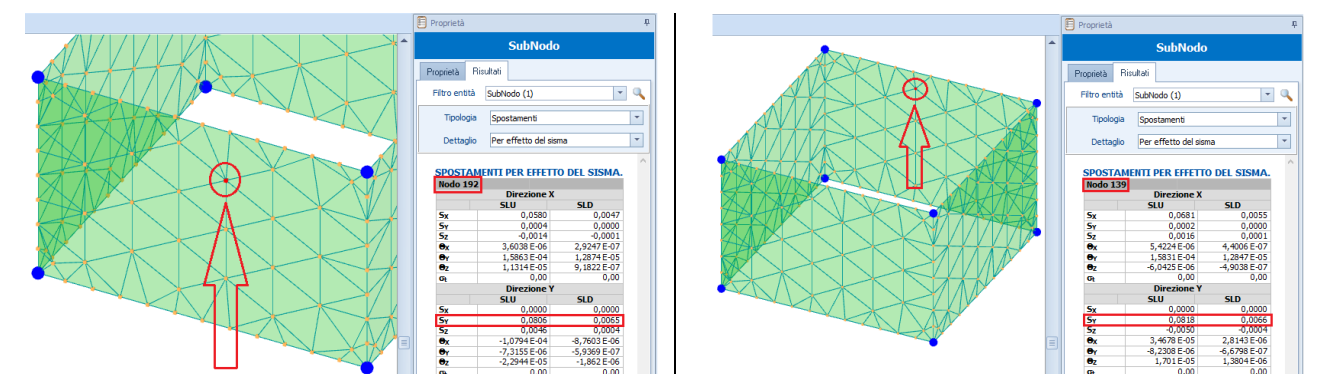 Proprietà
SubNodo
Proprietà Risultati
Filtro entità SubNodo (1)
Tipologia Spostamenti
Dettaglio Per effetto del sisma
SPOSTAMENTI PER EFFETTO DEL SISMA.
Nodo 192
Direzione X
SLU SLD
SX 0,0580 0,0047
SY 0,0004 0,0000
SZ -0,0014 -0,0001
ΘX 3,6038 E-06 2,9247 E-07
ΘY 1,5863 E-04 1,2874 E-05
ΘZ 1,1314 E-05 9,1822 E-07
σt 0,00 0,00
Direzione Y
SLU SLD
SX 0,0000 0,0000
SY 0,0806 0,0065
SZ 0,0046 0,0004
ΘX -1,0794 E-04 -8,7603 E-06
ΘY -7,3155 E-06 -5,9369 E-07
ΘZ -2,2944 E-05 -1,862 E-06
σt 0,00 0,00
Proprietà
SubNodo
Proprietà Risultati
Filtro entità SubNodo (1)
Tipologia Spostamenti
Dettaglio Per effetto del sisma
SPOSTAMENTI PER EFFETTO DEL SISMA.
Nodo 139
Direzione X
SLU SLD
SX 0,0681 0,0055
SY 0,0002 0,0000
SZ 0,0016 0,0001
ΘX 5,4224 E-06 4,4006 E-07
ΘY 1,5831 E-04 1,2847 E-05
ΘZ -6,0425 E-06 -4,9038 E-07
σt 0,00 0,00
Direzione Y
SLU SLD
SX 0,0000 0,0000
SY 0,0818 0,0066
SZ -0,0050 -0,0004
ΘX 3,4678 E-05 2,8143 E-06
ΘY -8,2308 E-06 -6,6798 E-07
ΘZ 1,701 E-05 1,3804 E-06
σt 0,00 0,00